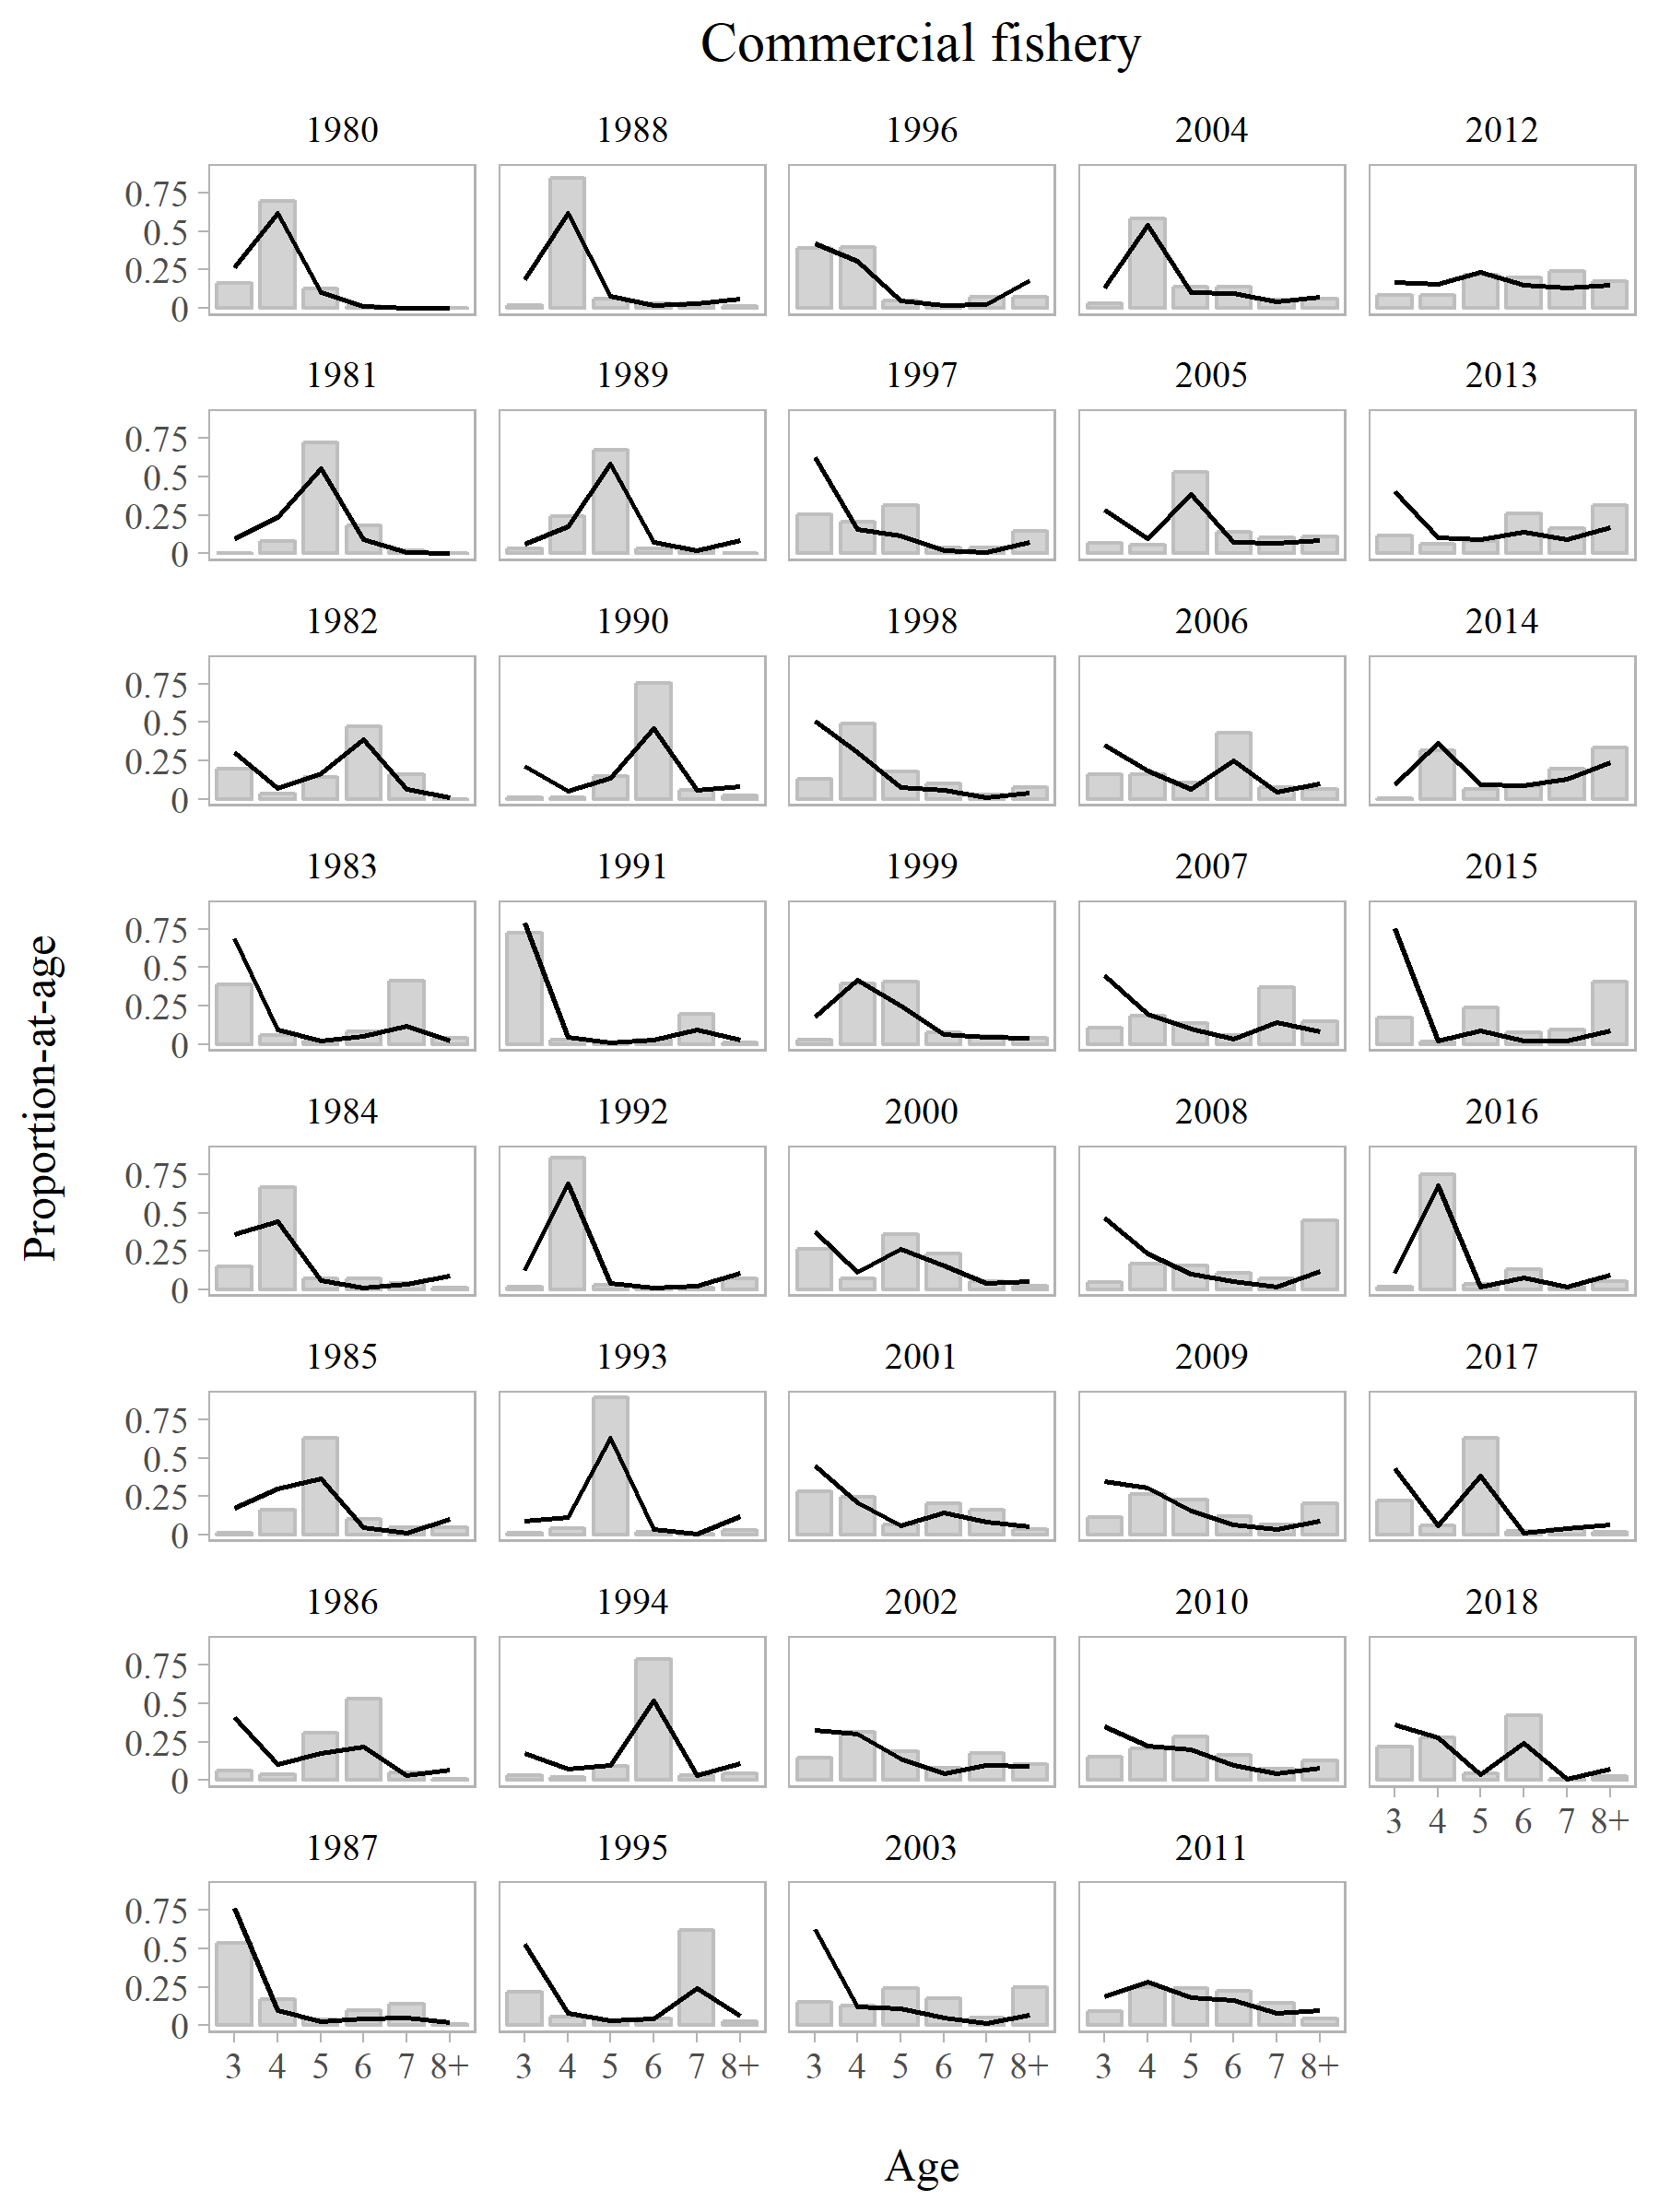 Commercial fishery
1980 1988 1996 2004 2012
0.75
0.5
0.25
0
1981 1989 1997 2005 2013
0.75
0.5
0.25
0
1982 1990 1998 2006 2014
0.75
0.5
0.25
0
1983 1991 1999 2007 2015
0.75
0.5
0.25
0
Proportion-at-age
1984 1992 2000 2008 2016
0.75
0.5
0.25
0
1985 1993 2001 2009 2017
0.75
0.5
0.25
0
1986 1994 2002 2010 2018
0.75
0.5
0.25
0
3 4 5 6 7 8+
1987 1995 2003 2011
0.75
0.5
0.25
0
3 4 5 6 7 8+ 3 4 5 6 7 8+ 3 4 5 6 7 8+ 3 4 5 6 7 8+
Age